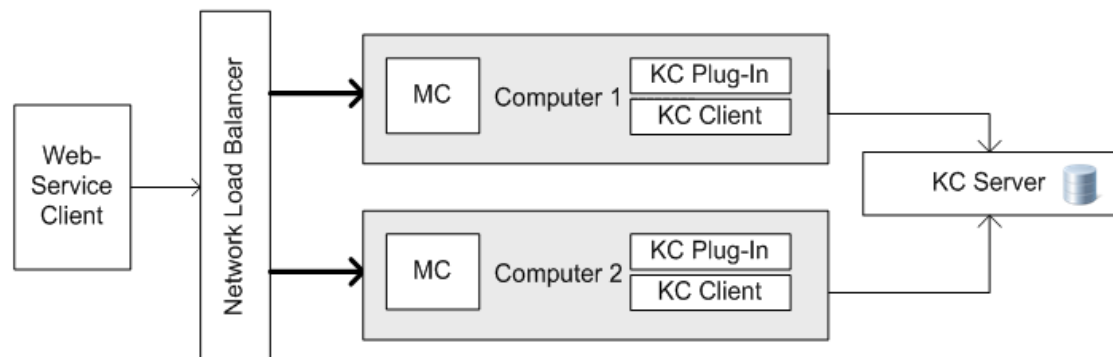 Web-
Service
Client
Network Load Balancer
MC
Computer 1
KC Plug-In
KC Client
MC
Computer 2
KC Plug-In
KC Client
KC Server